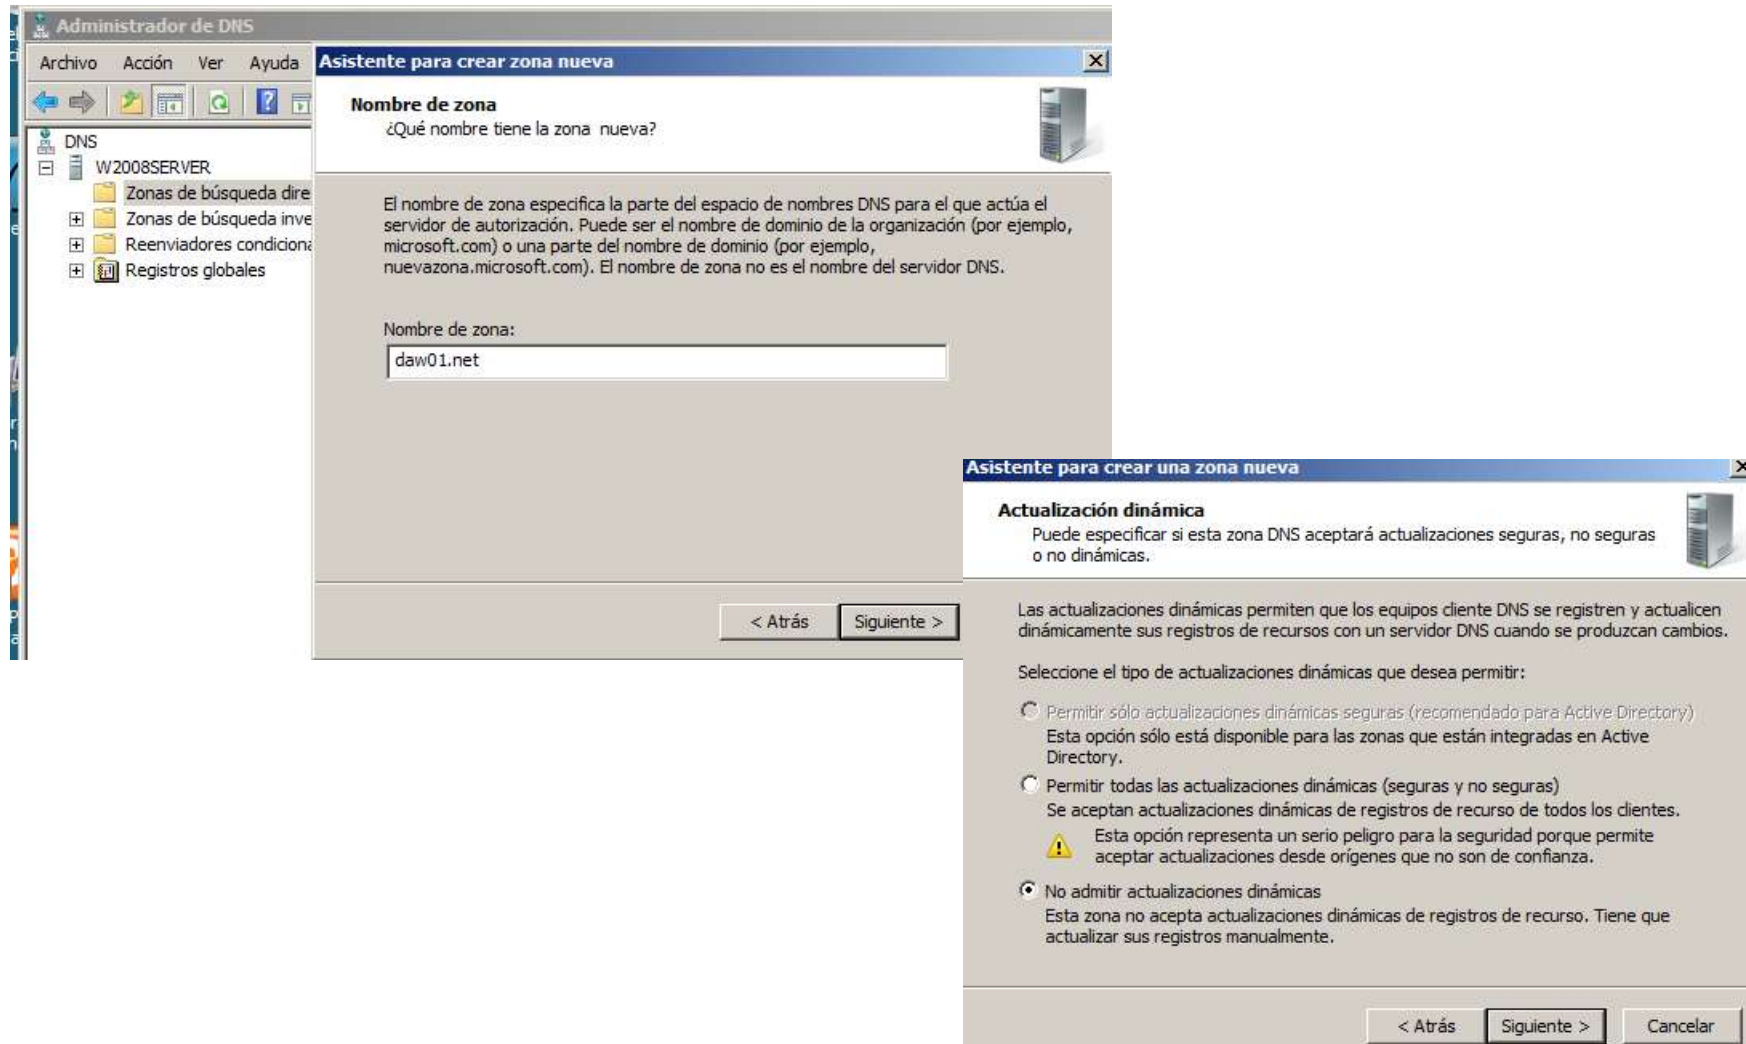 Administrador de DNS
Archivo Acción Ver Ayuda
DNS
W2008SERVER
Zonas de búsqueda dire
Zonas de búsqueda inve
Reenviadores condiciona
Registros globales
Asistente para crear zona nueva
Nombre de zona
¿Qué nombre tiene la zona nueva?
El nombre de zona especifica la parte del espacio de nombres DNS para el que actúa el
servidor de autorización. Puede ser el nombre de dominio de la organización (por ejemplo,
microsoft.com) o una parte del nombre de dominio (por ejemplo,
nuevazona.microsoft.com). El nombre de zona no es el nombre del servidor DNS.
Nombre de zona:
daw01.net
< Atrás Siguiente >
Asistente para crear una zona nueva
Actualización dinámica
Puede especificar si esta zona DNS aceptará actualizaciones seguras, no seguras
o no dinámicas.
Las actualizaciones dinámicas permiten que los equipos cliente DNS se registren y actualicen
dinámicamente sus registros de recursos con un servidor DNS cuando se produzcan cambios.
Seleccione el tipo de actualizaciones dinámicas que desea permitir:
Permitir sólo actualizaciones dinámicas seguras (recomendado para Active Directory)
Esta opción sólo está disponible para las zonas que están integradas en Active
Directory.
Permitir todas las actualizaciones dinámicas (seguras y no seguras)
Se aceptan actualizaciones dinámicas de registros de recurso de todos los clientes.
Esta opción representa un serio peligro para la seguridad porque permite
aceptar actualizaciones desde orígenes que no son de confianza.
No admitir actualizaciones dinámicas
Esta zona no acepta actualizaciones dinámicas de registros de recurso. Tiene que
actualizar sus registros manualmente.
< Atrás Siguiente > Cancelar